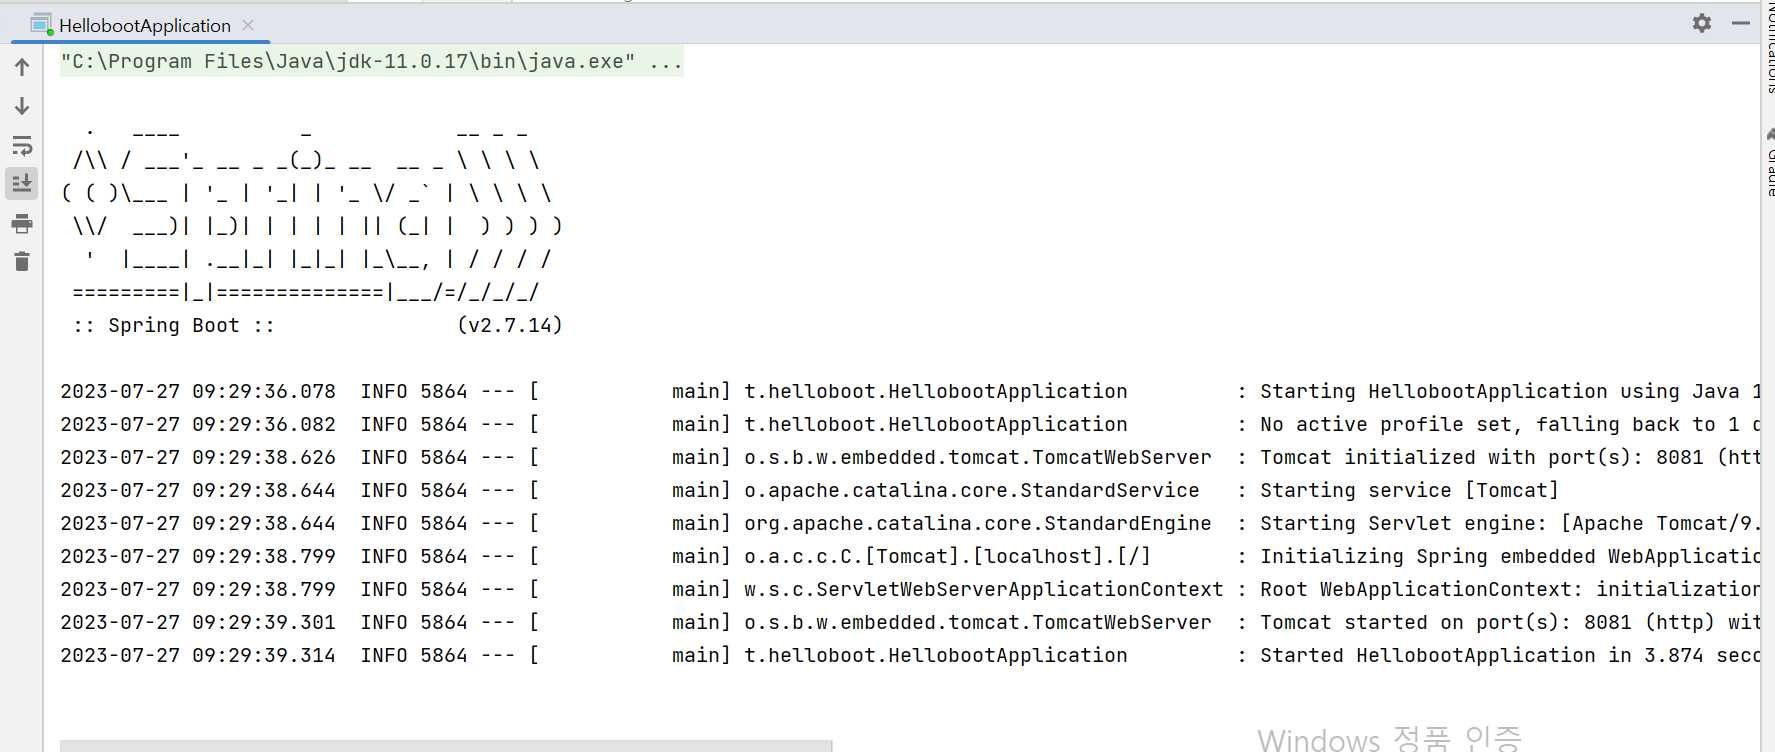 HellobootApplication
"C:\Program Files\Java\jdk-11.0.17\bin\java.exe" ...
  .   ____          _            __ _ _
 /\\ / ___'_ __ _ _(_)_ __  __ _ \ \ \ \
( ( )\___ | '_ | '_| | '_ \/ _` | \ \ \ \
 \\/  ___)| |_)| | | | | || (_| |  ) ) ) )
  '  |____| .__|_| |_|_| |_\__, | / / / /
 =========|_|==============|___/=/_/_/_/
 :: Spring Boot ::               (v2.7.14)
2023-07-27 09:29:36.078  INFO 5864 --- [           main] t.helloboot.HellobootApplication         : Starting HellobootApplication using Java 1
2023-07-27 09:29:36.082  INFO 5864 --- [           main] t.helloboot.HellobootApplication         : No active profile set, falling back to 1
2023-07-27 09:29:38.626  INFO 5864 --- [           main] o.s.b.w.embedded.tomcat.TomcatWebServer  : Tomcat initialized with port(s): 8081 (htt
2023-07-27 09:29:38.644  INFO 5864 --- [           main] o.apache.catalina.core.StandardService   : Starting service [Tomcat]
2023-07-27 09:29:38.644  INFO 5864 --- [           main] org.apache.catalina.core.StandardEngine  : Starting Servlet engine: [Apache Tomcat/9.
2023-07-27 09:29:38.799  INFO 5864 --- [           main] o.a.c.c.C.[Tomcat].[localhost].[/]       : Initializing Spring embedded WebApplicatio
2023-07-27 09:29:38.799  INFO 5864 --- [           main] w.s.c.ServletWebServerApplicationContext : Root WebApplicationContext: initialization
2023-07-27 09:29:39.301  INFO 5864 --- [           main] o.s.b.w.embedded.tomcat.TomcatWebServer  : Tomcat started on port(s): 8081 (http) wit
2023-07-27 09:29:39.314  INFO 5864 --- [           main] t.helloboot.HellobootApplication         : Started HellobootApplication in 3.874 seco
Windows 정품 인증
Notifications
Gradle